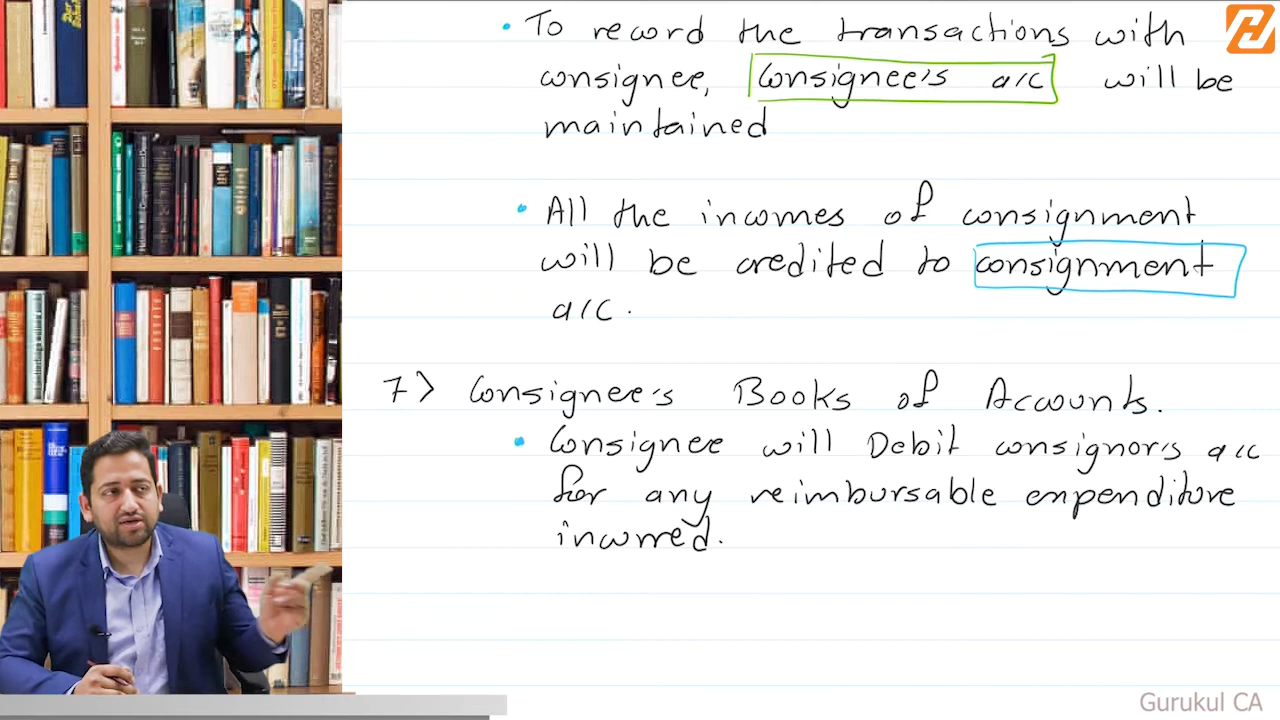 • To record the transactions with
consignee, Consignee's a/c will be
maintained
• All the incomes of consignment
will be credited to consignment
a/c.
7> Consignee's Books of Accounts.
• Consignee will Debit consignor's a/c
for any reimbursable expenditure
incurred.
Gurukul CA